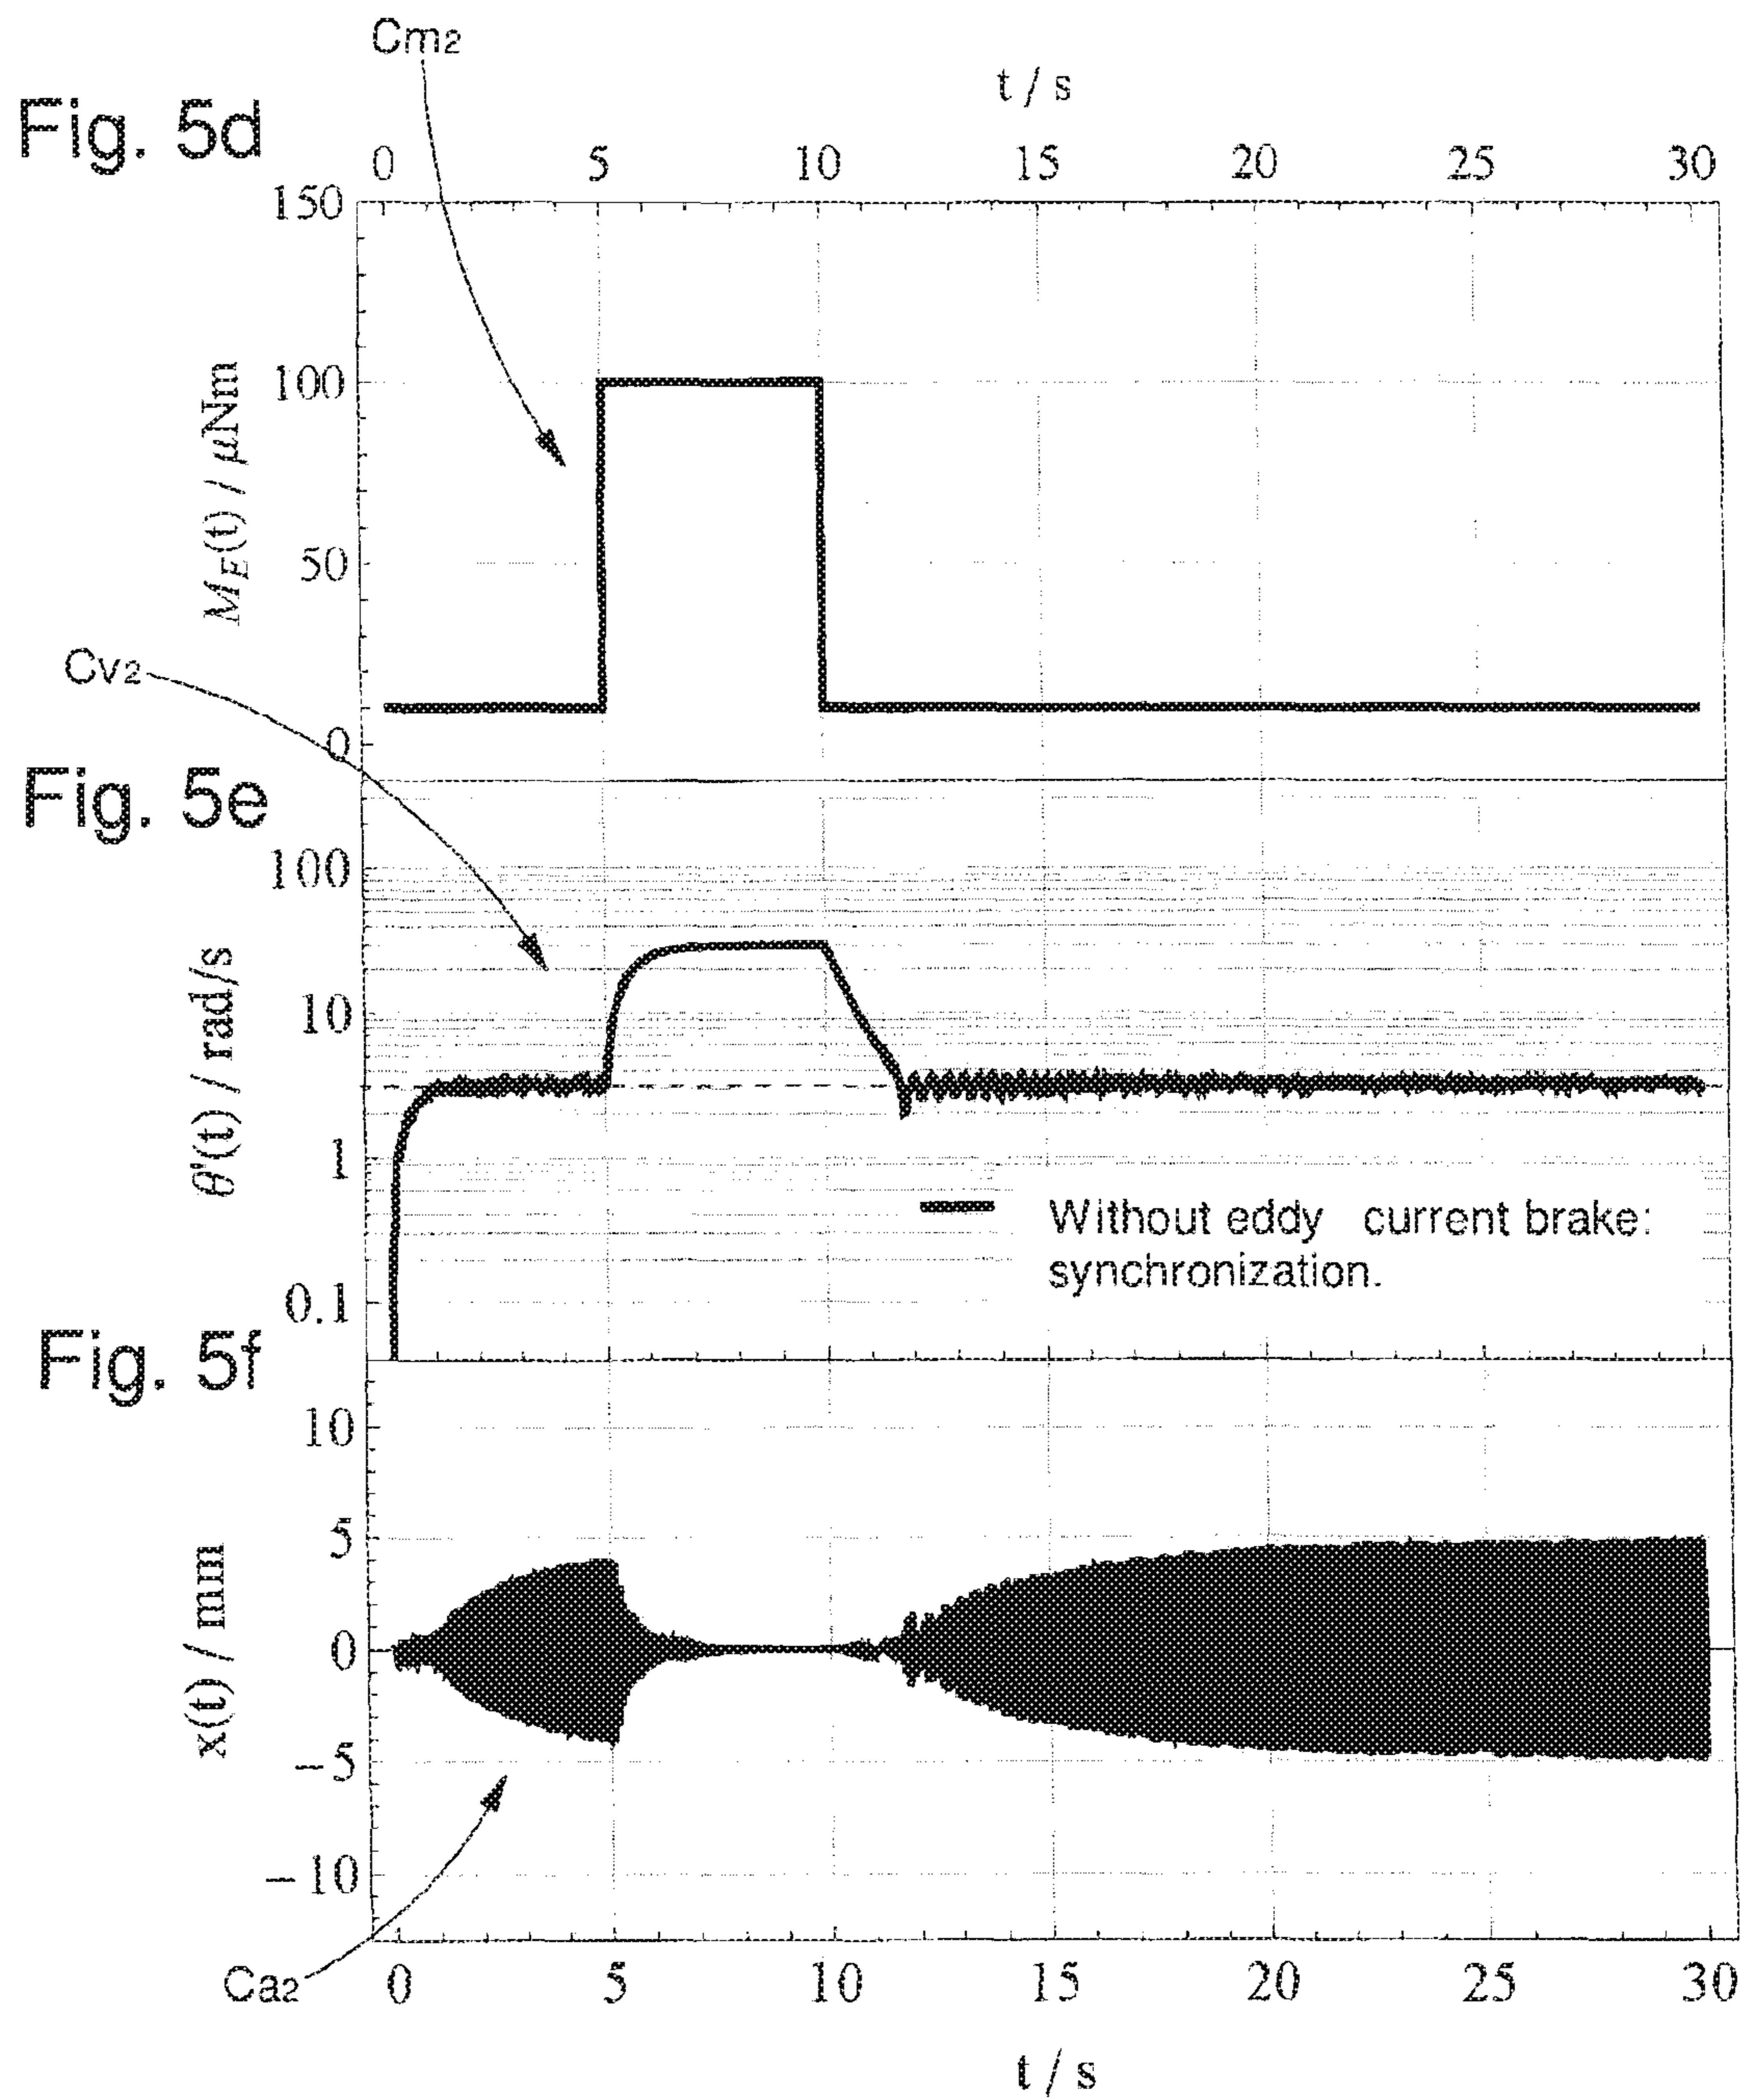 Cm2
t / s
Fig. 5d
0 5 10 15 20 25 30
150
100
50
0
M_E(t) / μNm
Cv2
Fig. 5e
100
10
1
0.1
θ'(t) / rad/s
Without eddy current brake:
synchronization.
Fig. 5f
10
5
0
−5
−10
x(t) / mm
Ca2
0 5 10 15 20 25 30
t / s